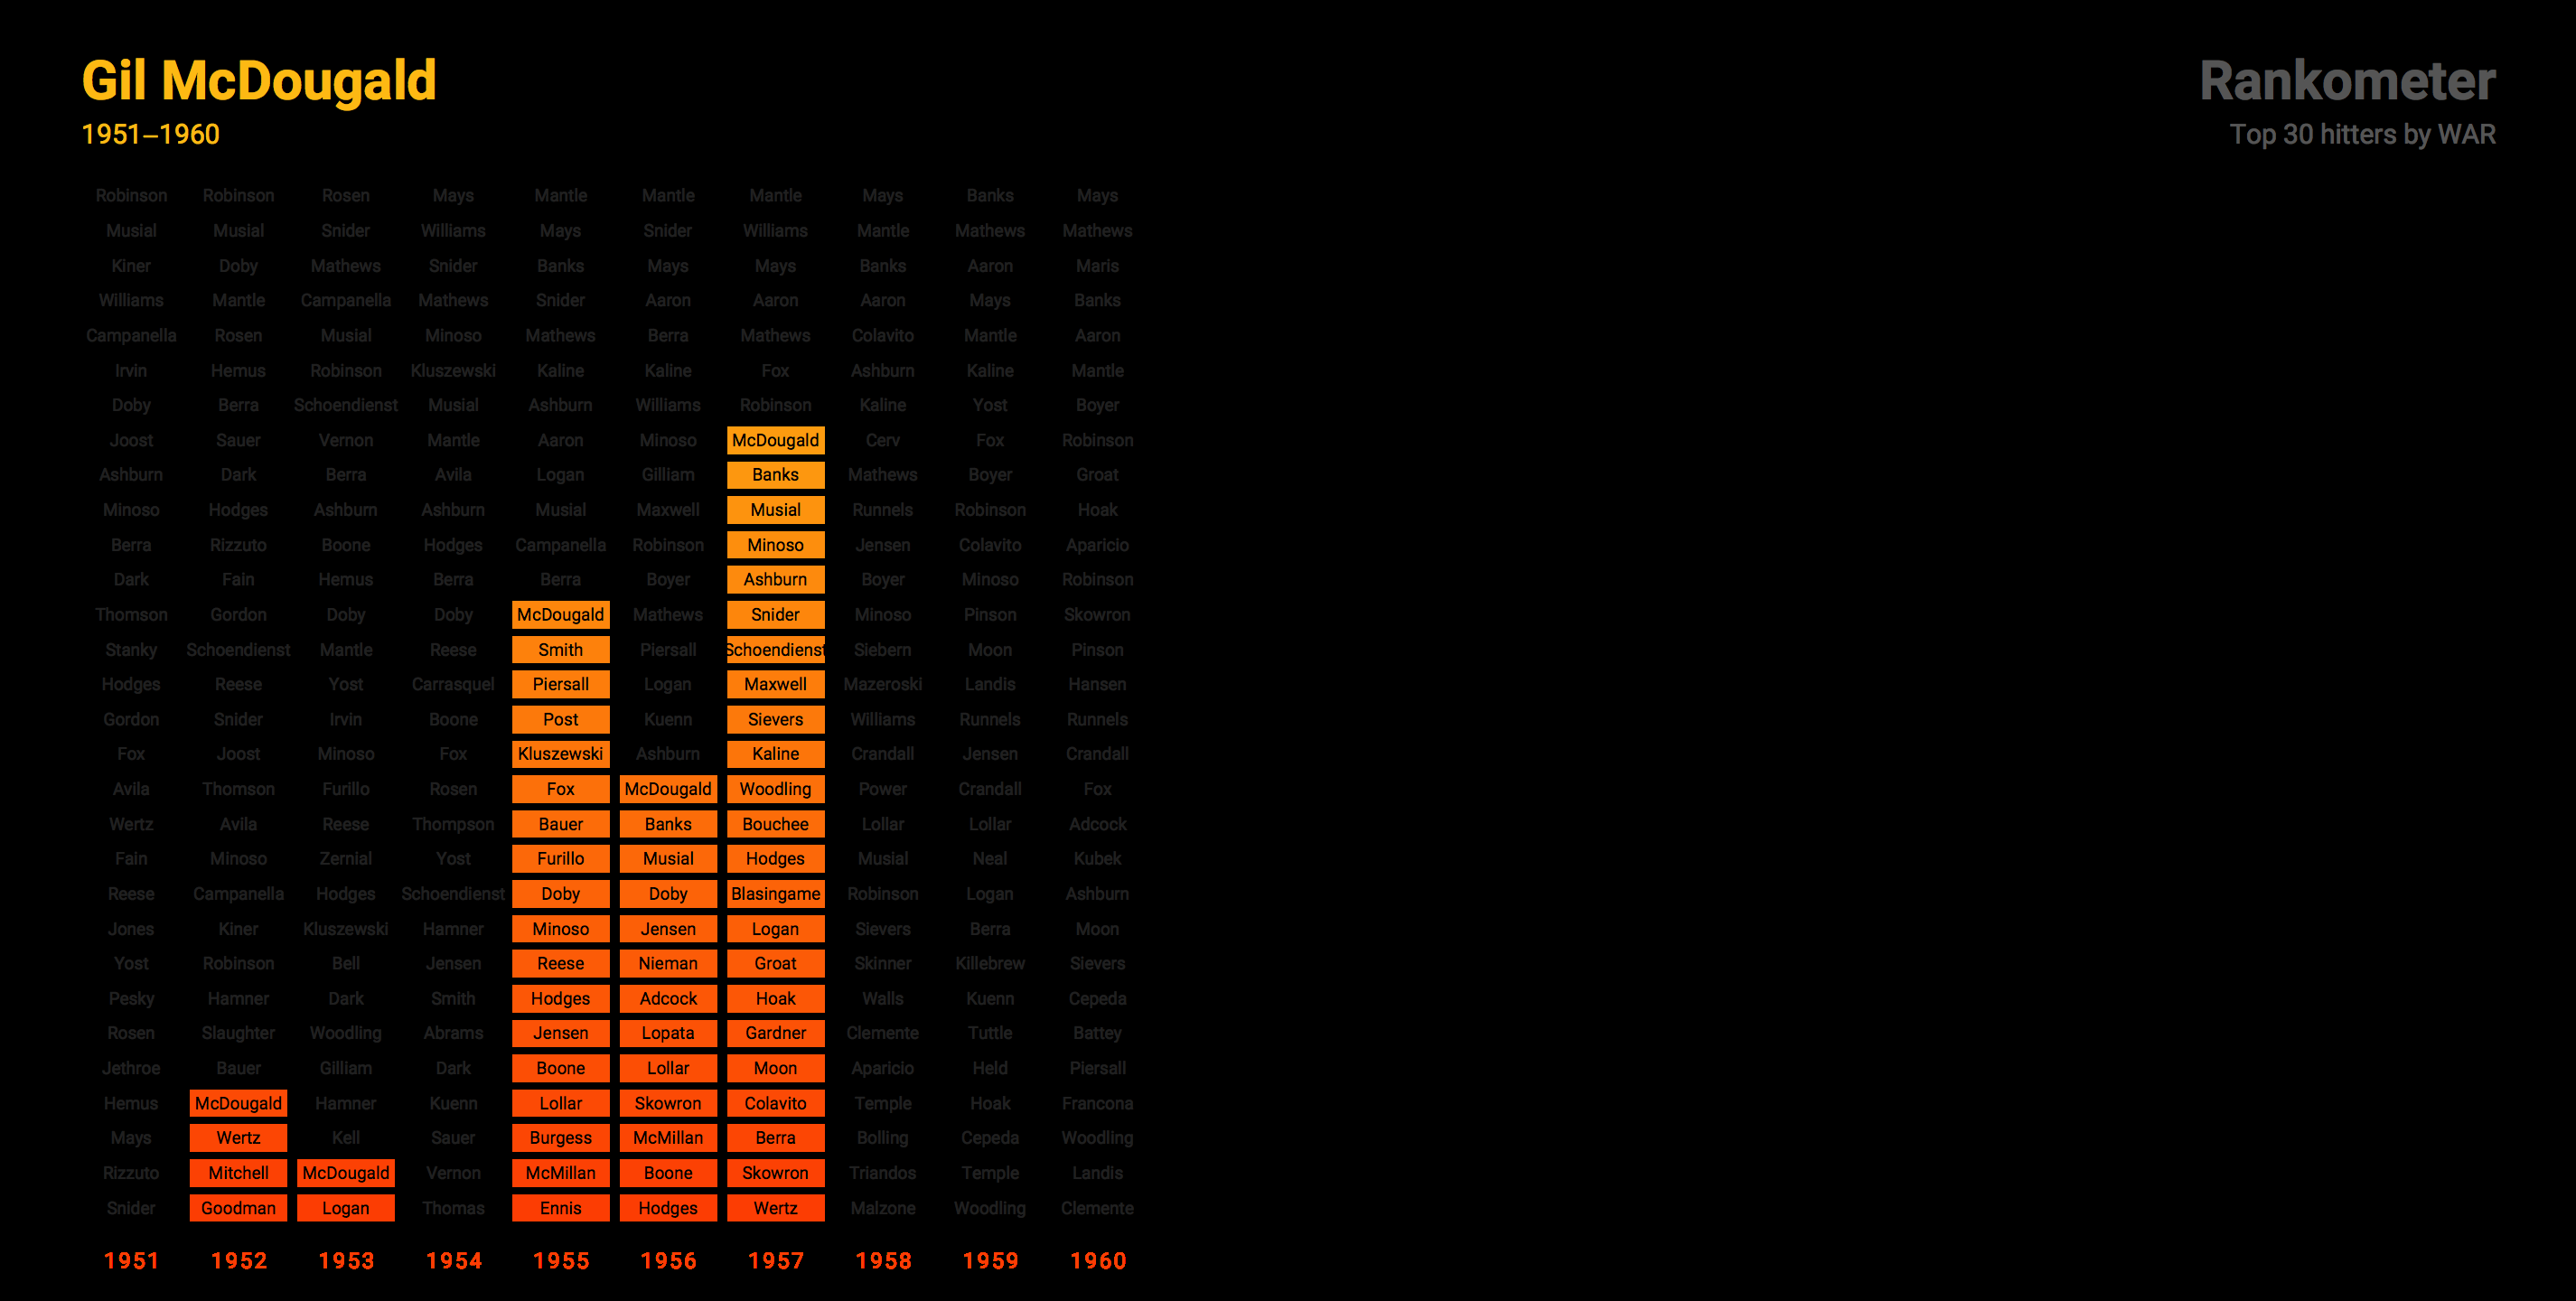 Gil McDougald
1951–1960
Rankometer
Top 30 hitters by WAR
Robinson Robinson Rosen Mays Mantle Mantle Mantle Mays Banks Mays
Musial Musial Snider Williams Mays Snider Williams Mantle Mathews Mathews
Kiner Doby Mathews Snider Banks Mays Mays Banks Aaron Maris
Williams Mantle Campanella Mathews Snider Aaron Aaron Aaron Mays Banks
Campanella Rosen Musial Minoso Mathews Berra Mathews Colavito Mantle Aaron
Irvin Hemus Robinson Kluszewski Kaline Kaline Fox Ashburn Kaline Mantle
Doby Berra Schoendienst Musial Ashburn Williams Robinson Kaline Yost Boyer
Joost Sauer Vernon Mantle Aaron Minoso McDougald Cerv Fox Robinson
Ashburn Dark Berra Avila Logan Gilliam Banks Mathews Boyer Groat
Minoso Hodges Ashburn Ashburn Musial Maxwell Musial Runnels Robinson Hoak
Berra Rizzuto Boone Hodges Campanella Robinson Minoso Jensen Colavito Aparicio
Dark Fain Hemus Berra Berra Boyer Ashburn Boyer Minoso Robinson
Thomson Gordon Doby Doby McDougald Mathews Snider Minoso Pinson Skowron
Stanky Schoendienst Mantle Reese Smith Piersall Schoendienst Siebern Moon Pinson
Hodges Reese Yost Carrasquel Piersall Logan Maxwell Mazeroski Landis Hansen
Gordon Snider Irvin Boone Post Kuenn Sievers Williams Runnels Runnels
Fox Joost Minoso Fox Kluszewski Ashburn Kaline Crandall Jensen Crandall
Avila Thomson Furillo Rosen Fox McDougald Woodling Power Crandall Fox
Wertz Avila Reese Thompson Bauer Banks Bouchee Lollar Lollar Adcock
Fain Minoso Zernial Yost Furillo Musial Hodges Musial Neal Kubek
Reese Campanella Hodges Schoendienst Doby Doby Blasingame Robinson Logan Ashburn
Jones Kiner Kluszewski Hamner Minoso Jensen Logan Sievers Berra Moon
Yost Robinson Bell Jensen Reese Nieman Groat Skinner Killebrew Sievers
Pesky Hamner Dark Smith Hodges Adcock Hoak Walls Kuenn Cepeda
Rosen Slaughter Woodling Abrams Jensen Lopata Gardner Clemente Tuttle Battey
Jethroe Bauer Gilliam Dark Boone Lollar Moon Aparicio Held Piersall
Hemus McDougald Hamner Kuenn Lollar Skowron Colavito Temple Hoak Francona
Mays Wertz Kell Sauer Burgess McMillan Berra Bolling Cepeda Woodling
Rizzuto Mitchell McDougald Vernon McMillan Boone Skowron Triandos Temple Landis
Snider Goodman Logan Thomas Ennis Hodges Wertz Malzone Woodling Clemente
1951 1952 1953 1954 1955 1956 1957 1958 1959 1960